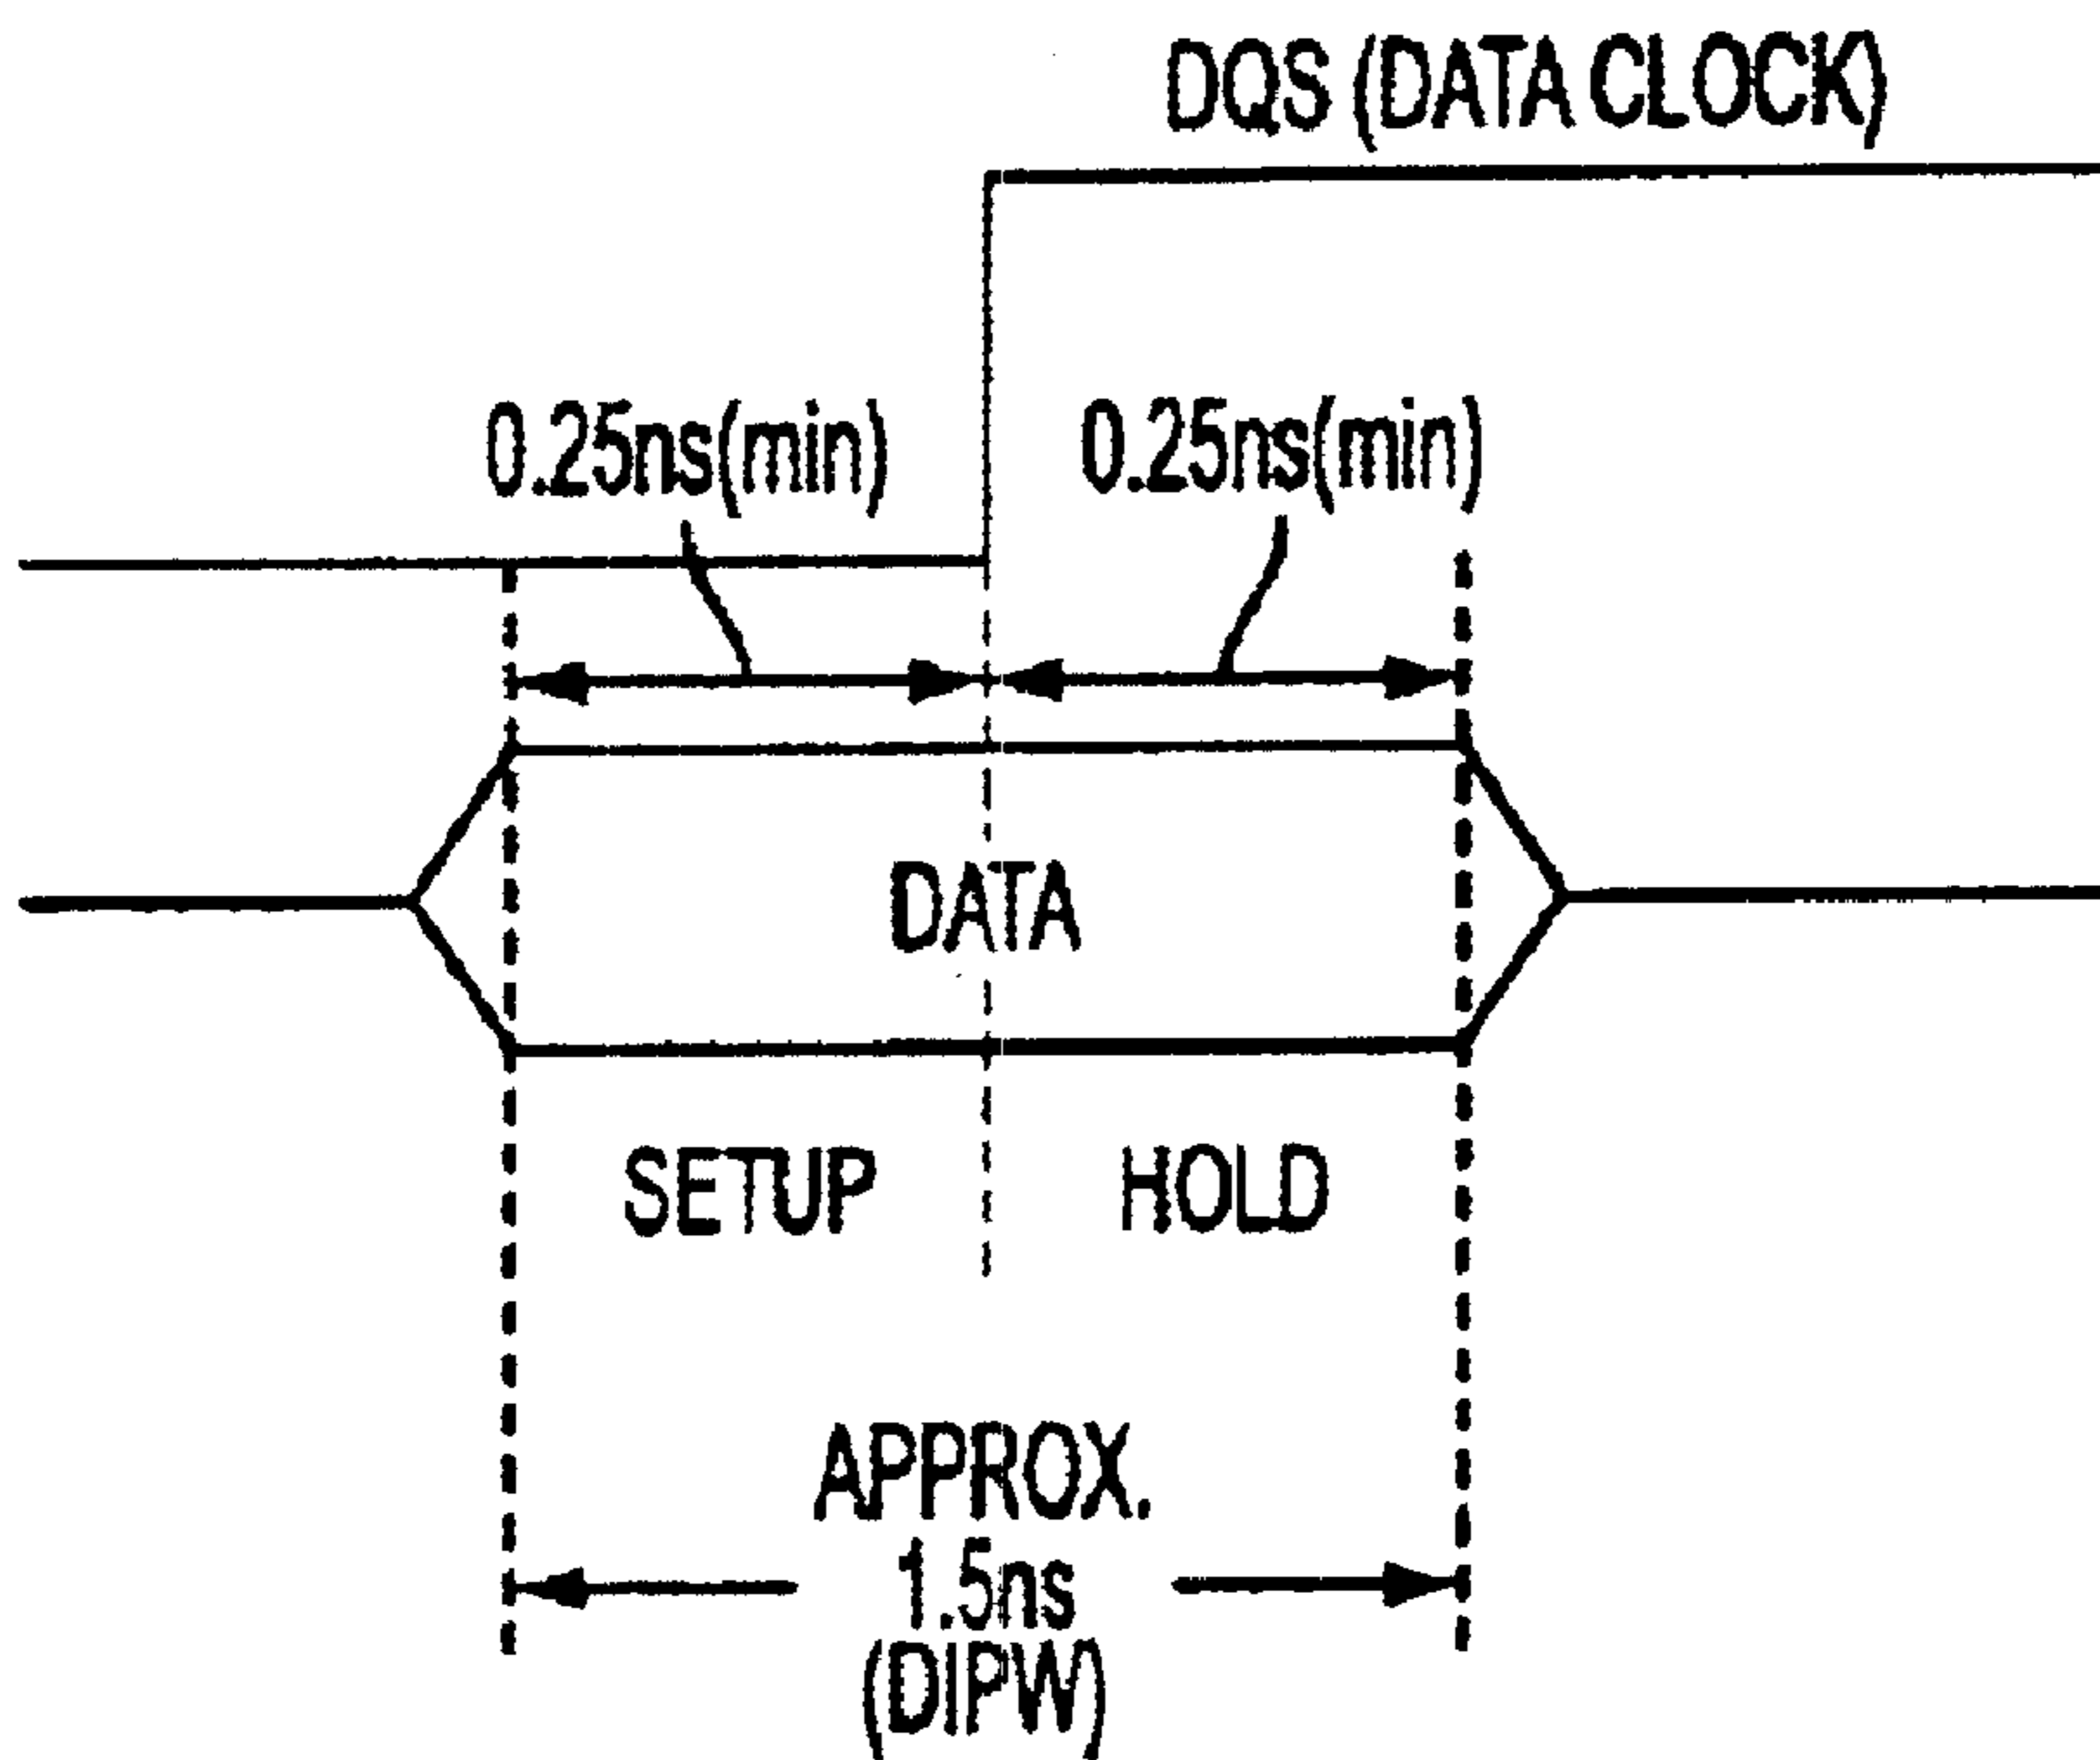 DQS (DATA CLOCK)
0.25ns(min)
0.25ns(min)
DATA
SETUP
HOLD
APPROX.
1.5ns
(DIPW)